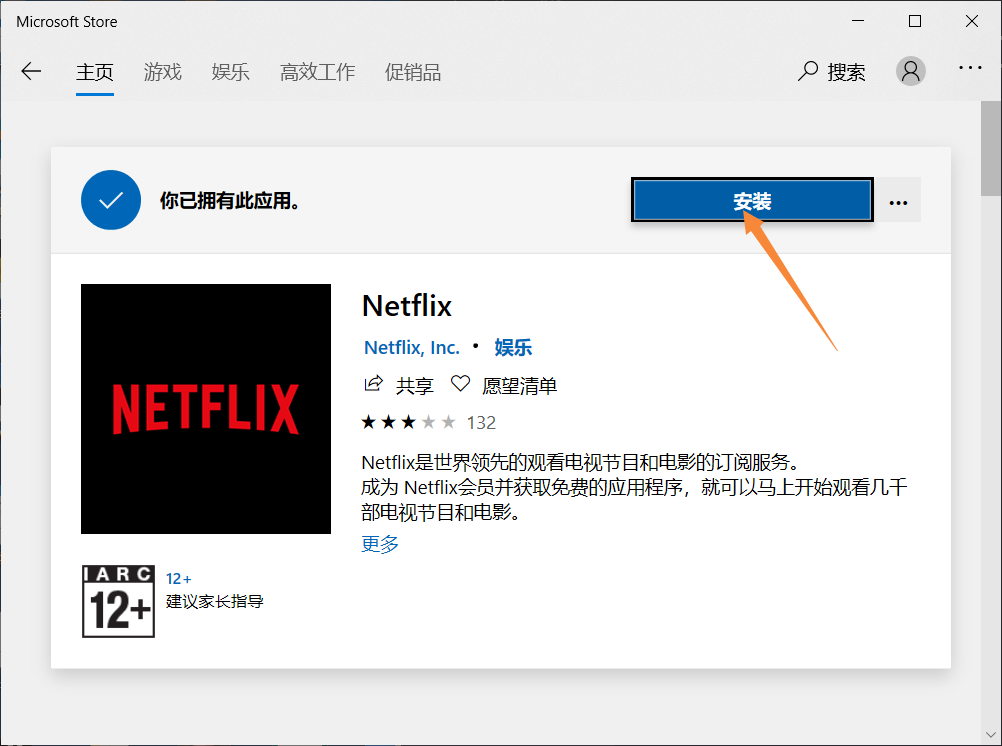 Microsoft Store
主页 游戏 娱乐 高效工作 促销品 搜索
你已拥有此应用。 安装
NETFLIX
Netflix
Netflix, Inc. • 娱乐
共享 愿望清单
132
Netflix是世界领先的观看电视节目和电影的订阅服务。
成为 Netflix会员并获取免费的应用程序，就可以马上开始观看几千
部电视节目和电影。
更多
IARC
12+
12+
建议家长指导